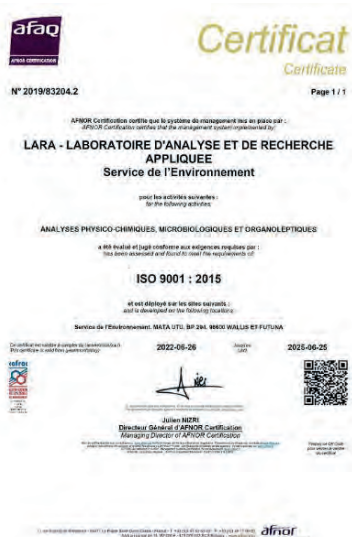 afaq
AFNOR CERTIFICATION
Certificat
Certificate
N° 2019/83204.2
Page 1 / 1
AFNOR Certification certifie que le système de management mis en place par :
AFNOR Certification certifies that the management system implemented by:
LARA - LABORATOIRE D'ANALYSE ET DE RECHERCHE
APPLIQUEE
Service de l'Environnement
pour les activités suivantes :
for the following activities:
ANALYSES PHYSICO-CHIMIQUES, MICROBIOLOGIQUES ET ORGANOLEPTIQUES
a été évalué et jugé conforme aux exigences requises par :
has been assessed and found to meet the requirements of:
ISO 9001 : 2015
et est déployé sur les sites suivants :
and is developed on the following locations:
Service de l'Environnement. MATA UTU, BP 294, 98600 WALLIS ET FUTUNA
2022-06-26
2025-06-25
Julien NIZRI
Directeur Général d'AFNOR Certification
Managing Director of AFNOR Certification
afnor